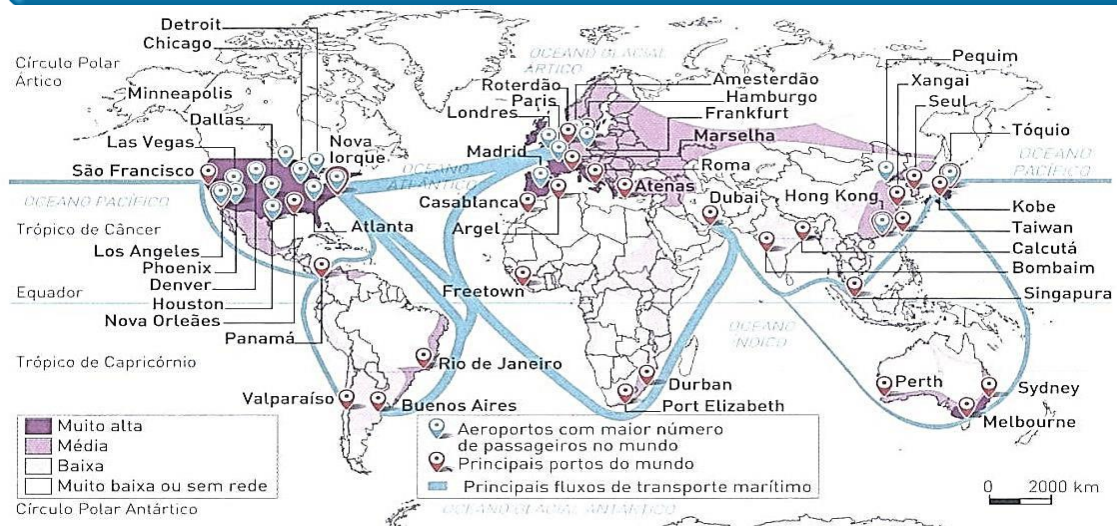 Detroit
Chicago
Círculo Polar
Ártico
Minneapolis
Dallas
Las Vegas
São Francisco
Nova
Iorque
OCEANO GLACIAL
ÁRTICO
Roterdão
Paris
Londres
Madrid
Amesterdão
Hamburgo
Frankfurt
Marselha
Roma
Atenas
Pequim
Xangai
Seul
Tóquio
OCEANO
PACÍFICO
OCEANO PACÍFICO
OCEANO
ATLÂNTICO
Casablanca
Argel
Dubai
Hong Kong
Kobe
Taiwan
Calcutá
Bombaim
Singapura
Trópico de Câncer
Atlanta
Los Angeles
Phoenix
Denver
Houston
Nova Orleães
Panamá
Equador
Freetown
OCEANO
ÍNDICO
Trópico de Capricórnio
Rio de Janeiro
Valparaíso
Buenos Aires
Durban
Port Elizabeth
Perth
Sydney
Melbourne
Muito alta
Média
Baixa
Muito baixa ou sem rede
Aeroportos com maior número
de passageiros no mundo
Principais portos do mundo
Principais fluxos de transporte marítimo
0 2000 km
Círculo Polar Antártico
OCEANO GLACIAL ANTÁRTICO